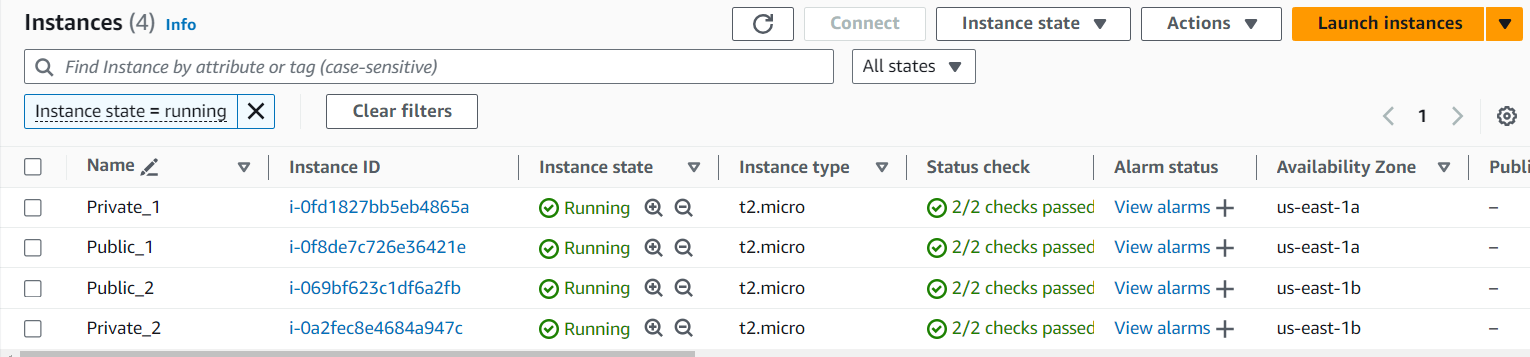 Instances (4) Info Connect Instance state Actions Launch instances
Find Instance by attribute or tag (case-sensitive) All states
Instance state = running Clear filters 1
Name Instance ID Instance state Instance type Status check Alarm status Availability Zone Publi
Private_1 i-0fd1827bb5eb4865a Running t2.micro 2/2 checks passed View alarms + us-east-1a –
Public_1 i-0f8de7c726e36421e Running t2.micro 2/2 checks passed View alarms + us-east-1a –
Public_2 i-069bf623c1df6a2fb Running t2.micro 2/2 checks passed View alarms + us-east-1b –
Private_2 i-0a2fec8e4684a947c Running t2.micro 2/2 checks passed View alarms + us-east-1b –